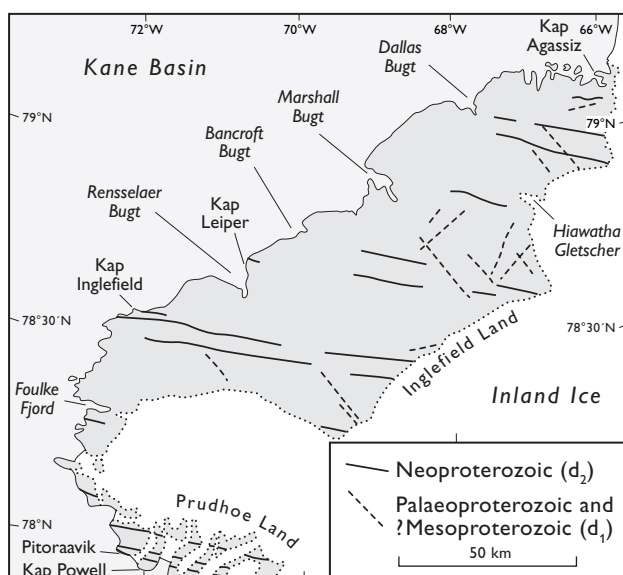 72°W
70°W
68°W
66°W
Kap
Agassiz
Dallas
Bugt
Kane Basin
Marshall
Bugt
79°N
79°N
Bancroft
Bugt
Rensselaer
Bugt
Kap
Leiper
Hiawatha
Gletscher
Kap
Inglefield
78°30´N
78°30´N
Inglefield Land
Foulke
Fjord
Inland Ice
Neoproterozoic (d₂)
Palaeoproterozoic and
?Mesoproterozoic (d₁)
50 km
Prudhoe Land
78°N
Pitoraavik
Kap Powell